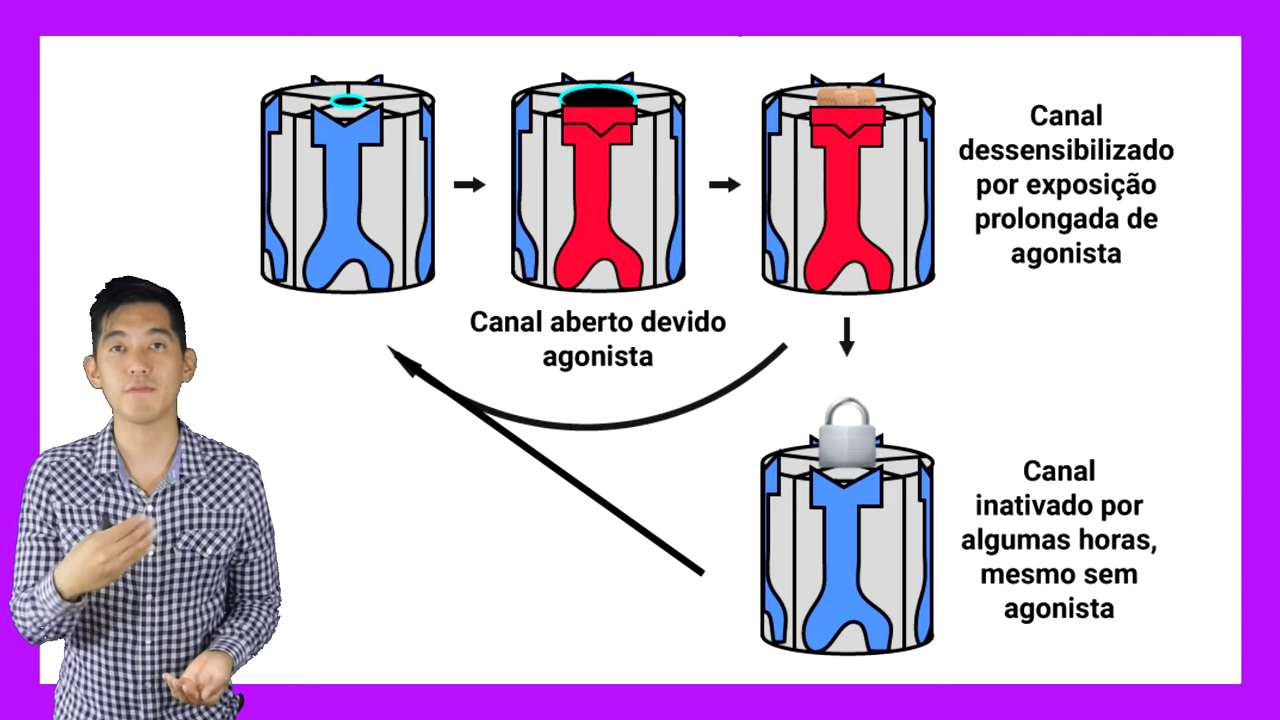 Canal
dessensibilizado
por exposição
prolongada de
agonista
Canal aberto devido
agonista
Canal
inativado por
algumas horas,
mesmo sem
agonista